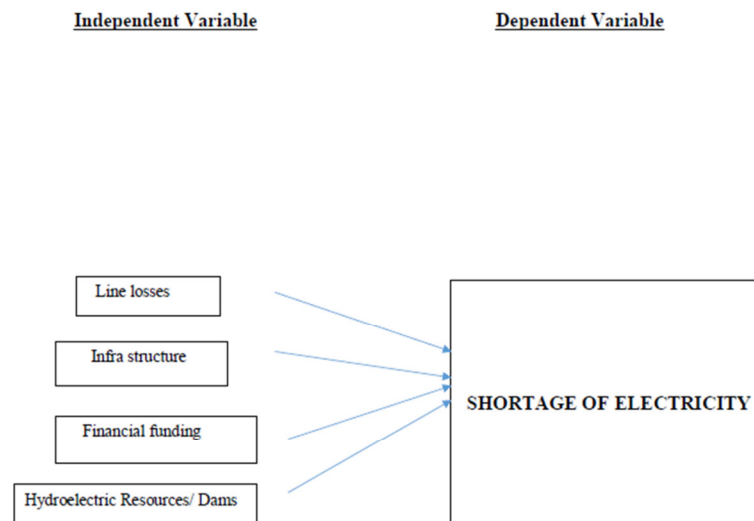 Independent Variable
Dependent Variable
Line losses
Infra structure
Financial funding
Hydroelectric Resources/ Dams
SHORTAGE OF ELECTRICITY